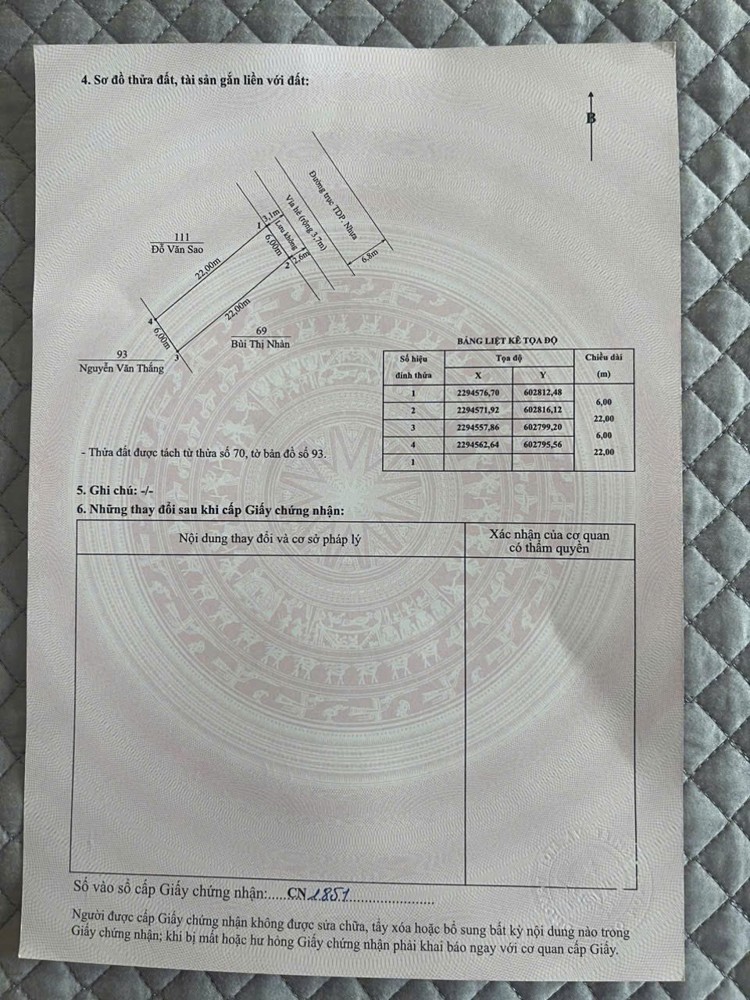 4. Sơ đồ thửa đất, tài sản gắn liền với đất:
B
Đường trục TDP. Nhựa
Vỉa hè (rộng 3,7m)
Lưu không
3,1m
6,8m
2,6m
1
6,00m
2
111
Đỗ Văn Sao
22,00m
22,00m
4
6,00m
3
69
Bùi Thị Nhàn
93
Nguyễn Văn Thắng
BẢNG LIỆT KÊ TỌA ĐỘ
Số hiệu đỉnh thửa Tọa độ Chiều dài (m)
X Y
1 2294576,70 602812,48
6,00
2 2294571,92 602816,12
22,00
3 2294557,86 602799,20
6,00
4 2294562,64 602795,56
22,00
1
- Thửa đất được tách từ thửa số 70, tờ bản đồ số 93.
5. Ghi chú: -/-
6. Những thay đổi sau khi cấp Giấy chứng nhận:
Nội dung thay đổi và cơ sở pháp lý
Xác nhận của cơ quan
có thẩm quyền
Số vào sổ cấp Giấy chứng nhận:.....CN 1851......................
Người được cấp Giấy chứng nhận không được sửa chữa, tẩy xóa hoặc bổ sung bất kỳ nội dung nào trong
Giấy chứng nhận; khi bị mất hoặc hư hỏng Giấy chứng nhận phải khai báo ngay với cơ quan cấp Giấy.